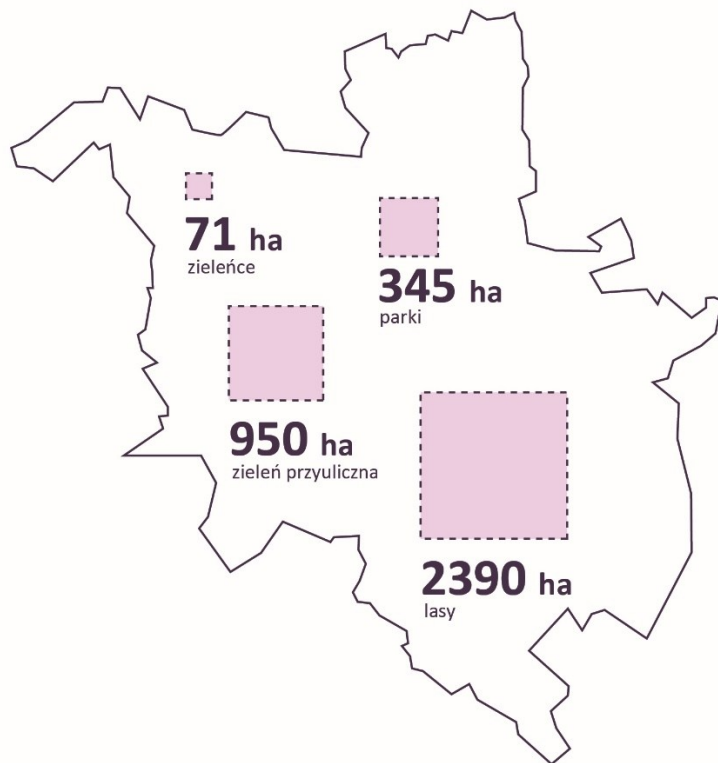 71 ha
zieleńce
345 ha
parki
950 ha
zieleń przyuliczna
2390 ha
lasy